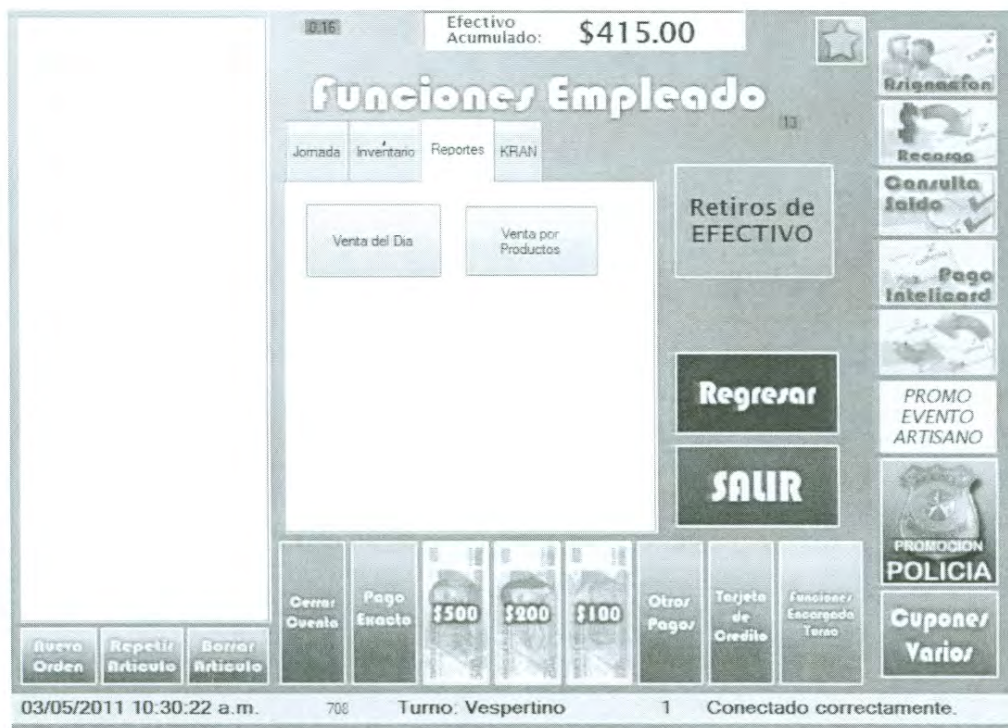 0.16
Efectivo
Acumulado:
$415.00
Funciones Empleado
13
Jornada
Inventario
Reportes
KRAN
Venta del Dia
Venta por
Productos
Retiros de
EFECTIVO
Regresar
SALIR
Asignacion
Recarga
Consulta
Saldo
Pago
Inteligard
PROMO
EVENTO
ARTISANO
PROMOCION
POLICIA
Cupones
Varios
Nueva
Orden
Repetir
Articulo
Borrar
Articulo
Cerrar
Cuenta
Pago
Exacto
$500
$200
$100
Otros
Pagos
Tarjeta
de
Credito
Funciones
Encargado
Turno
03/05/2011 10:30:22 a.m.
708
Turno: Vespertino
1
Conectado correctamente.